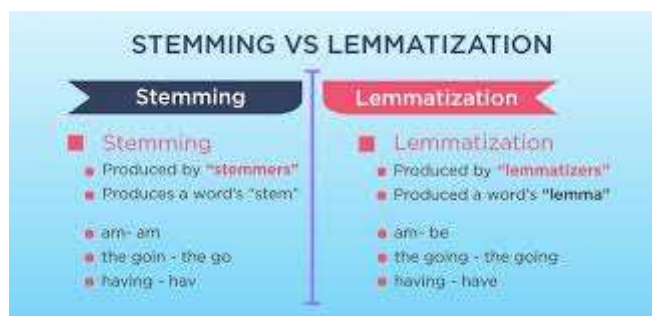 STEMMING VS LEMMATIZATION
Stemming
Stemming
Produced by "stemmers"
Produces a word's "stem"
am- am
the goin - the go
having - hav
Lemmatization
Lemmatization
Produced by "lemmatizers"
Produced a word's "lemma"
am- be
the going - the going
having - have